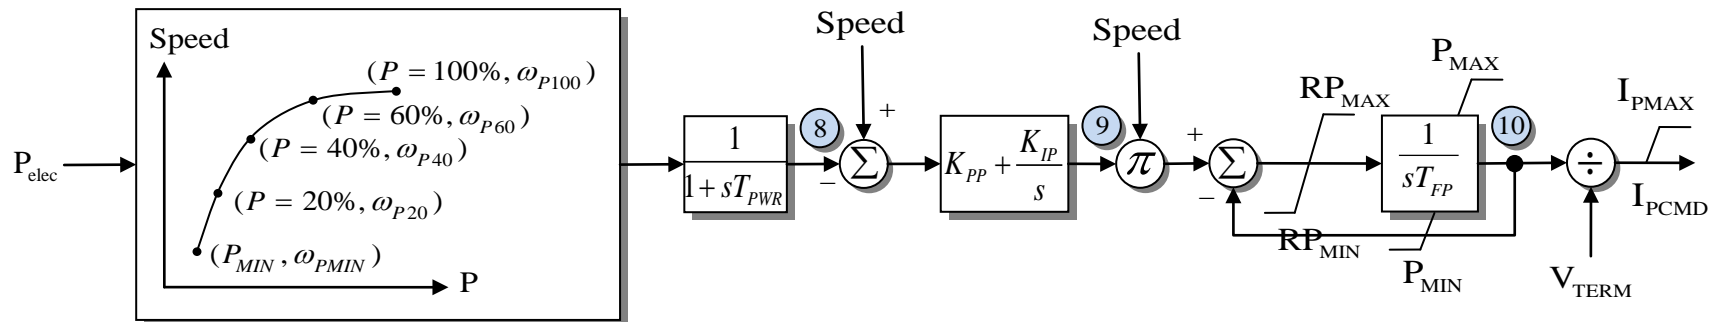 P_elec
Speed
(P = 100%, ω_P100)
(P = 60%, ω_P60)
(P = 40%, ω_P40)
(P = 20%, ω_P20)
(P_MIN, ω_PMIN)
P
1
1 + sT_PWR
8
Speed
+
−
Σ
K_PP + K_IP
s
9
Speed
π
+
−
Σ
RP_MAX
RP_MIN
P_MAX
1
sT_FP
P_MIN
10
÷
V_TERM
I_PMAX
I_PCMD